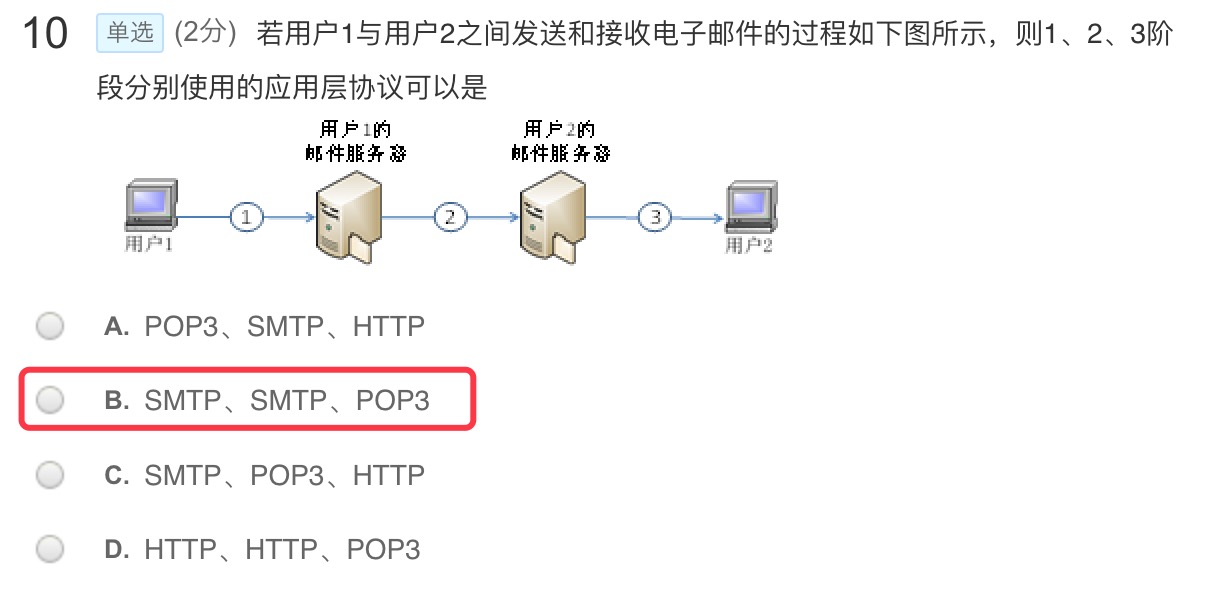 10 单选 (2分) 若用户1与用户2之间发送和接收电子邮件的过程如下图所示，则1、2、3阶
段分别使用的应用层协议可以是
用户1的 用户2的
邮件服务器 邮件服务器
1 2 3
用户1 用户2
A. POP3、SMTP、HTTP
B. SMTP、SMTP、POP3
C. SMTP、POP3、HTTP
D. HTTP、HTTP、POP3